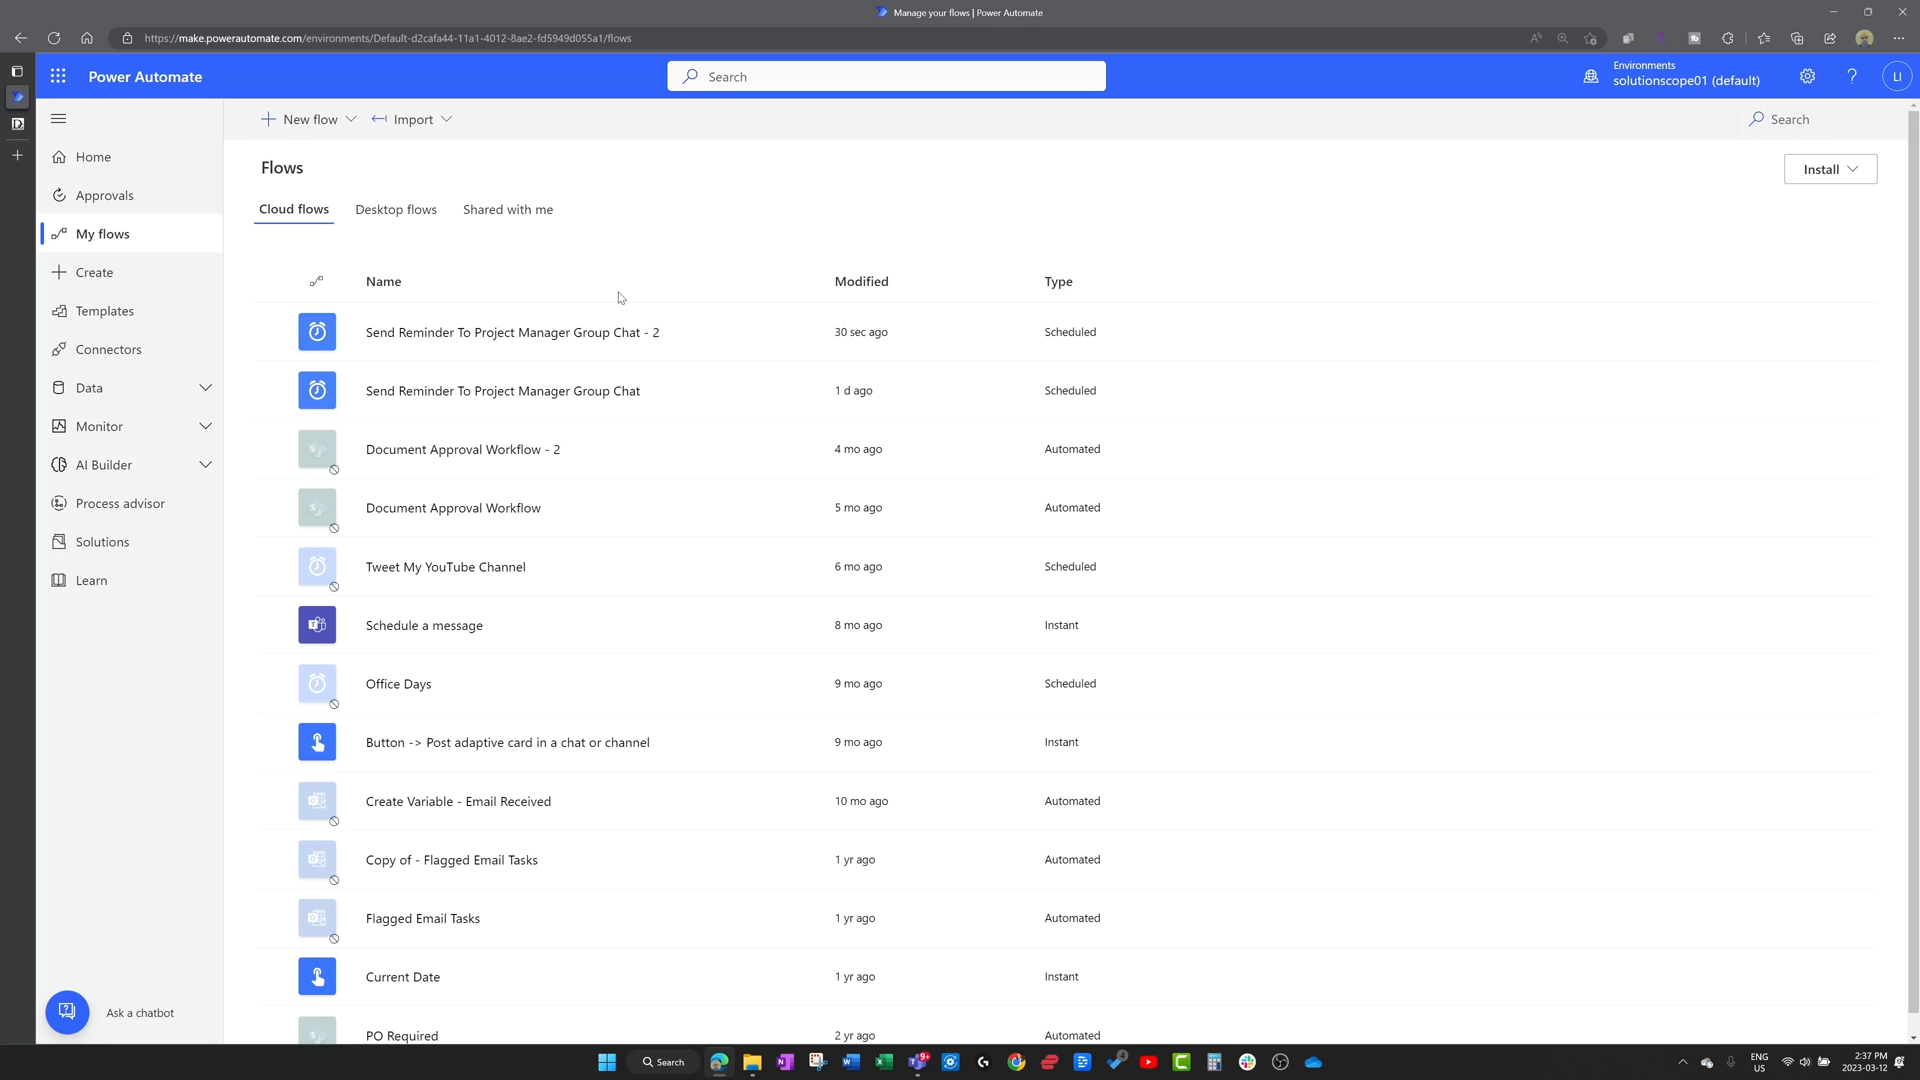 Manage your flows | Power Automate
https://make.powerautomate.com/environments/Default-d2cafa44-11a1-4012-8ae2-fd5949d055a1/flows
Power Automate
Search
Environments
solutionscope01 (default)
?
LI
New flow
Import
Search
Home
Approvals
My flows
Create
Templates
Connectors
Data
Monitor
AI Builder
Process advisor
Solutions
Learn
Ask a chatbot
Flows
Install
Cloud flows Desktop flows Shared with me
Name Modified Type
Send Reminder To Project Manager Group Chat - 2 30 sec ago Scheduled
Send Reminder To Project Manager Group Chat 1 d ago Scheduled
Document Approval Workflow - 2 4 mo ago Automated
Document Approval Workflow 5 mo ago Automated
Tweet My YouTube Channel 6 mo ago Scheduled
Schedule a message 8 mo ago Instant
Office Days 9 mo ago Scheduled
Button -> Post adaptive card in a chat or channel 9 mo ago Instant
Create Variable - Email Received 10 mo ago Automated
Copy of - Flagged Email Tasks 1 yr ago Automated
Flagged Email Tasks 1 yr ago Automated
Current Date 1 yr ago Instant
PO Required 2 yr ago Automated
Search
9+
4
ENG
US
2:37 PM
2023-03-12